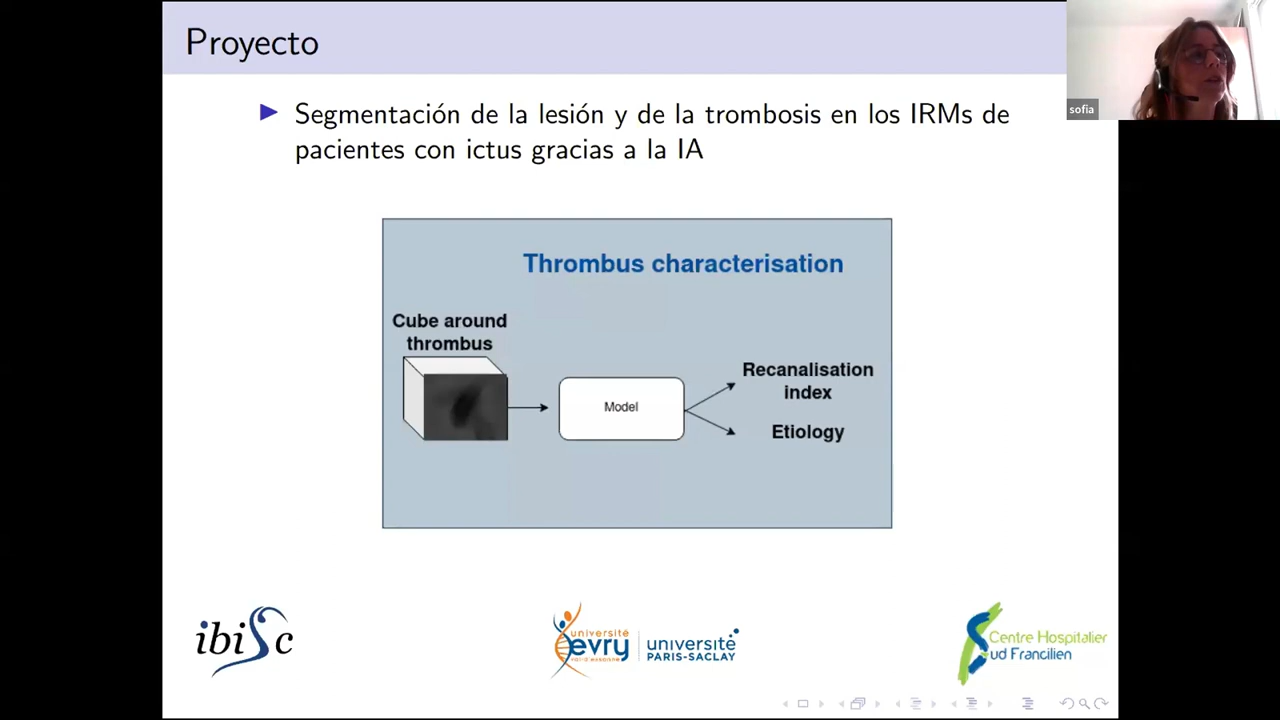 Proyecto
sofia
Segmentación de la lesión y de la trombosis en los IRMs de
pacientes con ictus gracias a la IA
Thrombus characterisation
Cube around
thrombus
Model
Recanalisation
index
Etiology
ibisc
université
evry
université
PARIS-SACLAY
Centre Hospitalier
Sud Francilien